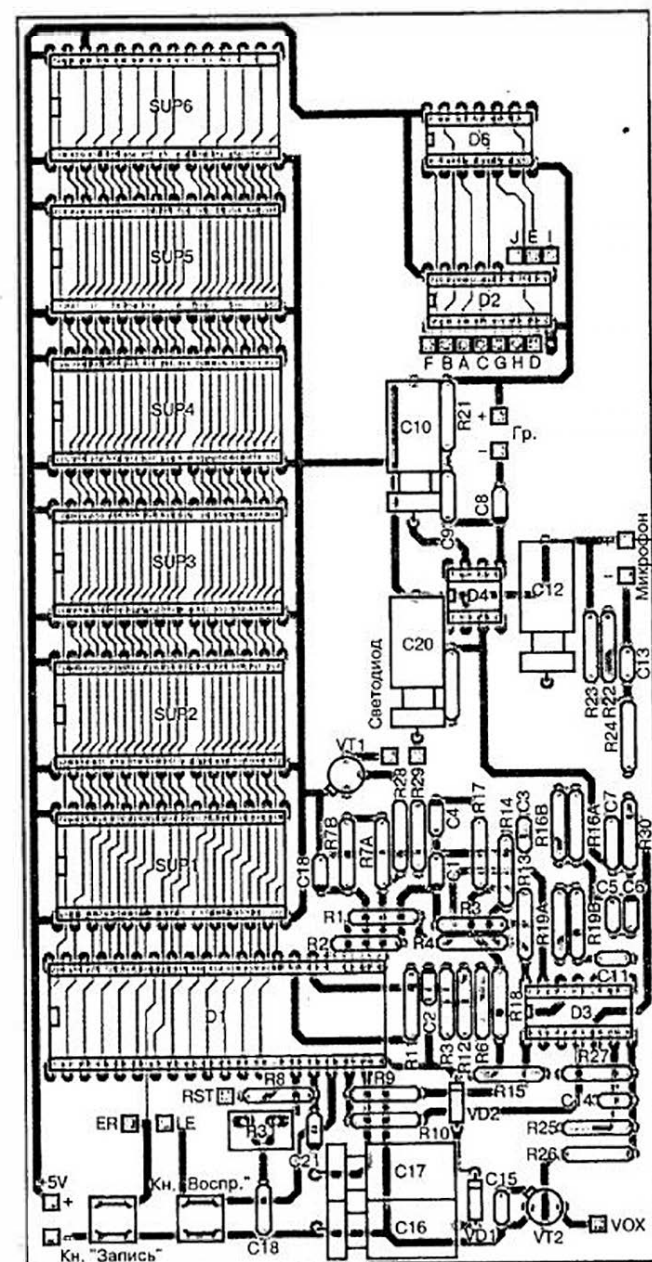 SUP6
D6
J E I
SUP5
D2
F B A C G H D
SUP4
C10
R21
+
Гр.
−
C9
C8
SUP3
D4
C12
+
−
Микрофон
C20
Светодиод
R23
R22
C13
R24
SUP2
VT1
R28
R29
C4
R17
R14
C3
R16B
R16A
C7
R30
SUP1
C18
R7B
R7A
C1
R13
C5
C6
R1
R2
R4
R19A
R19B
C11
D1
C2
R3
R12
R6
R18
D3
R27
RST
R8
R9
R15
R10
VD2
C14
R25
R26
ER
LE
C21
+5V
+
Кн. "Воспр."
C17
C15
C16
VD1
VT2
VOX
Кн. "Запись"
C18